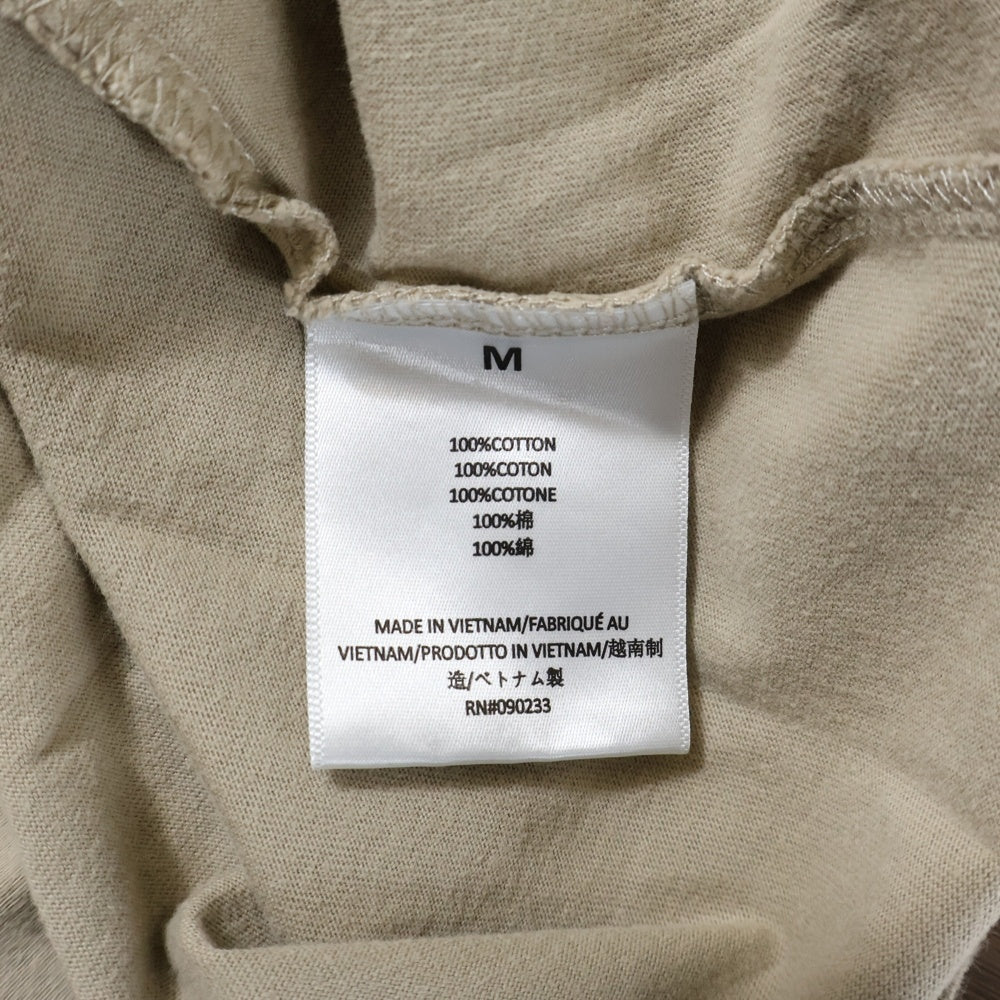 M
100%COTTON
100%COTON
100%COTONE
100%棉
100%綿
MADE IN VIETNAM/FABRIQUÉ AU
VIETNAM/PRODOTTO IN VIETNAM/越南制
造/ベトナム製
RN#090233